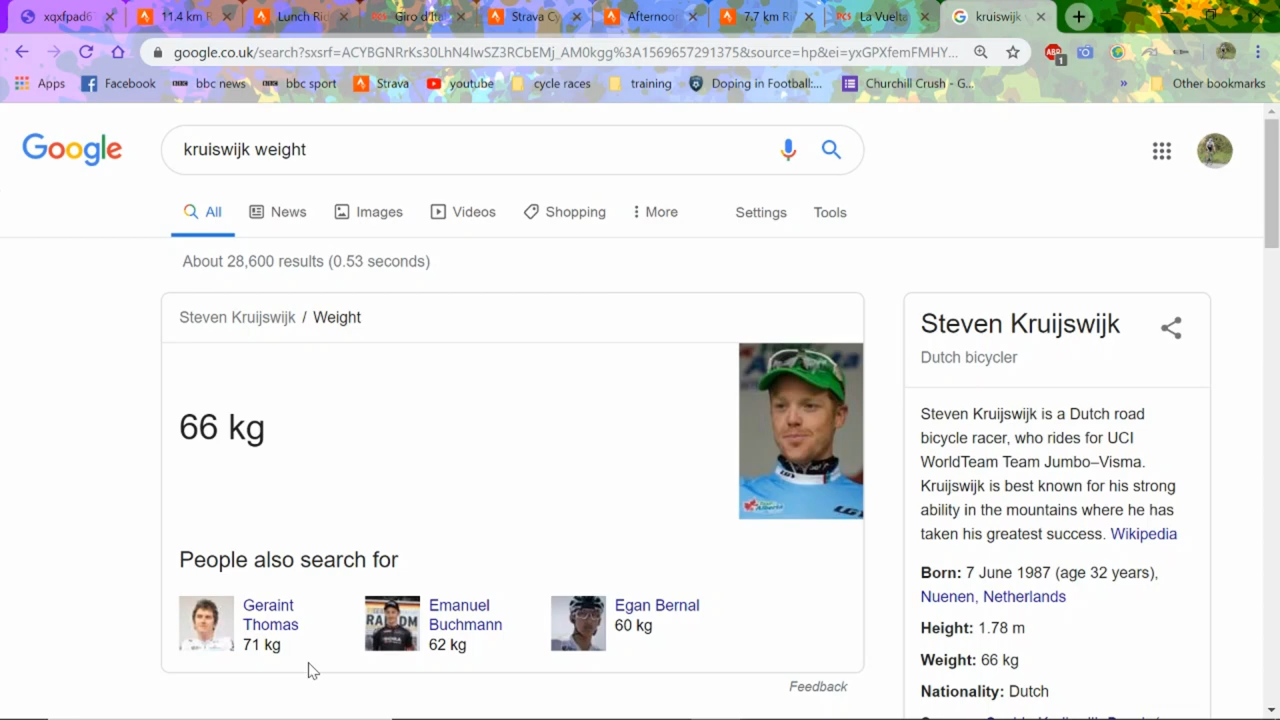 xqxfpad6
11.4 km R
Lunch Rid
Giro d'Ita
Strava Cy
Afternoor
7.7 km Ri
PCS La Vuelta
kruiswijk
google.co.uk/search?sxsrf=ACYBGNRrKs30LhN4IwSZ3RCbEMj_AM0kgg%3A1569657291375&source=hp&ei=yxGPXfemFMHY...
ABP 1
Apps Facebook bbc news bbc sport Strava youtube cycle races training Doping in Football:... Churchill Crush - G... » Other bookmarks
Google
kruiswijk weight
All News Images Videos Shopping More Settings Tools
About 28,600 results (0.53 seconds)
Steven Kruijswijk / Weight
66 kg
People also search for
Geraint
Thomas
71 kg
Emanuel
Buchmann
62 kg
Egan Bernal
60 kg
Feedback
Steven Kruijswijk
Dutch bicycler
Steven Kruijswijk is a Dutch road
bicycle racer, who rides for UCI
WorldTeam Team Jumbo–Visma.
Kruijswijk is best known for his strong
ability in the mountains where he has
taken his greatest success. Wikipedia
Born: 7 June 1987 (age 32 years),
Nuenen, Netherlands
Height: 1.78 m
Weight: 66 kg
Nationality: Dutch